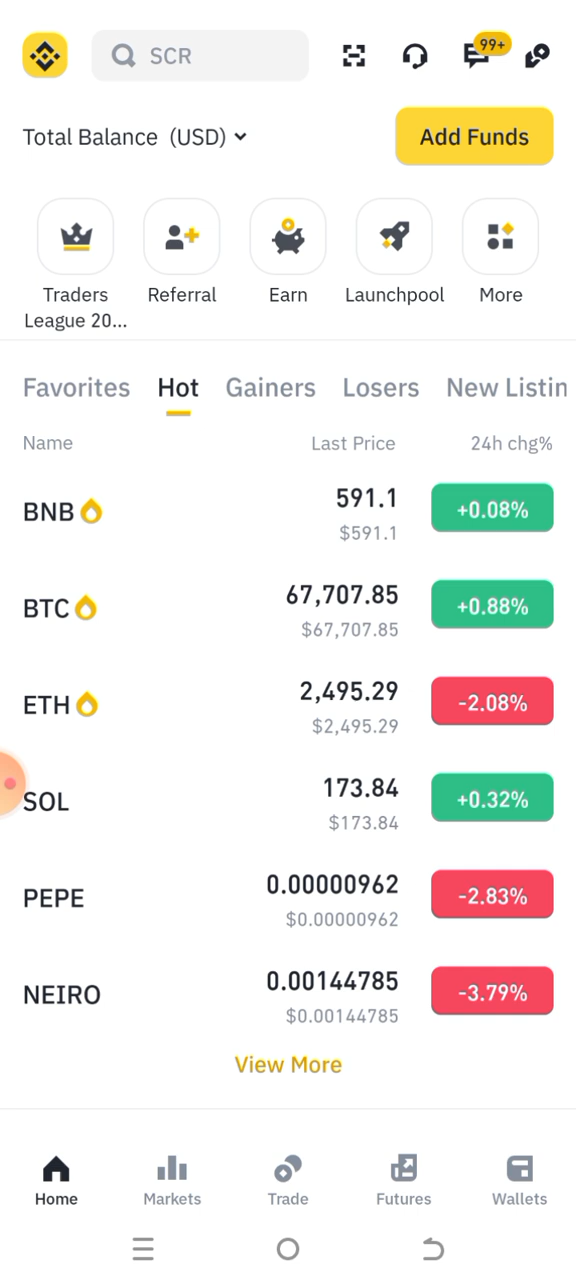 SCR
99+
Total Balance (USD)
Add Funds
Traders
League 20...
Referral
Earn
Launchpool
More
Favorites Hot Gainers Losers New Listin
Name Last Price 24h chg%
BNB 591.1 +0.08%
$591.1
BTC 67,707.85 +0.88%
$67,707.85
ETH 2,495.29 -2.08%
$2,495.29
SOL 173.84 +0.32%
$173.84
PEPE 0.00000962 -2.83%
$0.00000962
NEIRO 0.00144785 -3.79%
$0.00144785
View More
Home Markets Trade Futures Wallets